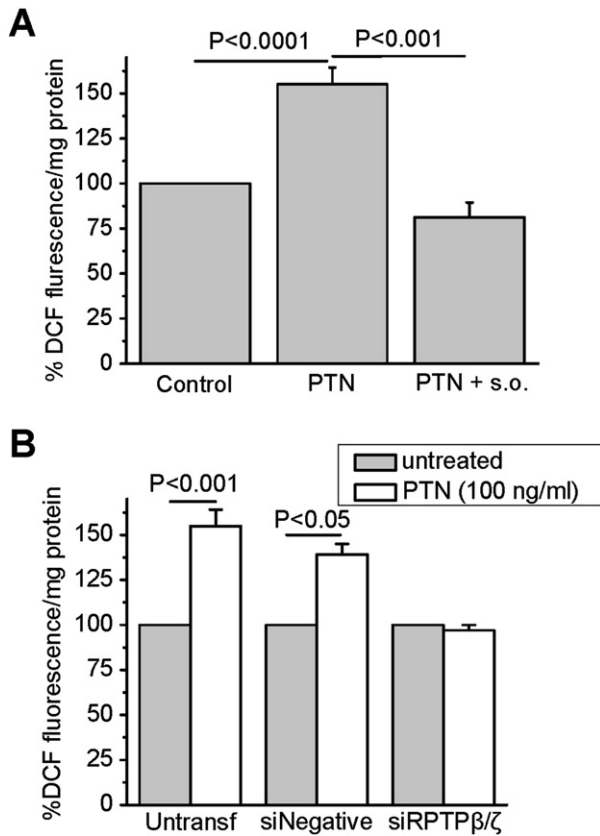 A
P<0.0001 P<0.001
% DCF flurescence/mg protein
150
100
75
50
25
0
Control PTN PTN + s.o.
B
untreated
PTN (100 ng/ml)
P<0.001
P<0.05
%DCF fluorescence/mg protein
150
100
75
50
25
0
Untransf siNegative siRPTPβ/ζ